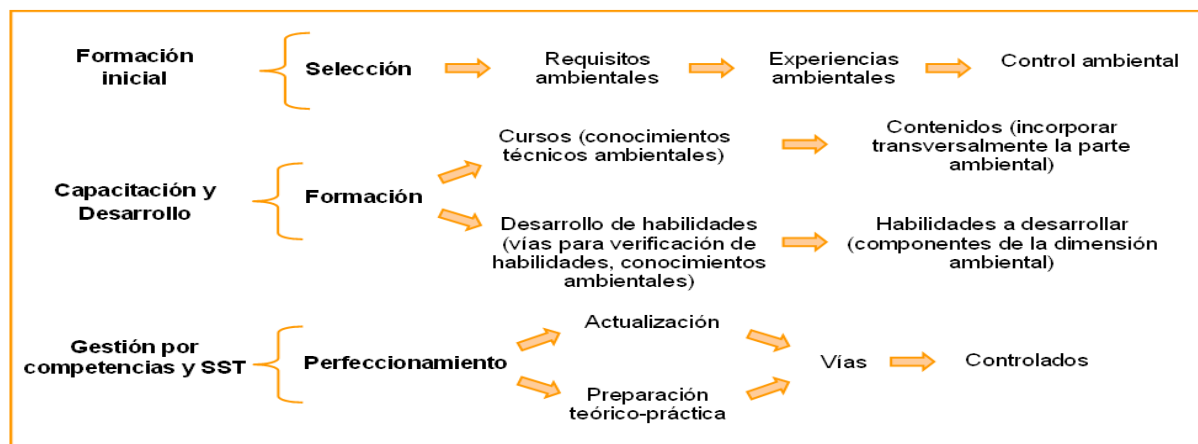 Formación
inicial
Selección
Requisitos
ambientales
Experiencias
ambientales
Control ambiental
Capacitación y
Desarrollo
Formación
Cursos (conocimientos
técnicos ambientales)
Contenidos (incorporar
transversalmente la parte
ambiental)
Desarrollo de habilidades
(vías para verificación de
habilidades, conocimientos
ambientales)
Habilidades a desarrollar
(componentes de la dimensión
ambiental)
Gestión por
competencias y SST
Perfeccionamiento
Actualización
Preparación
teórico-práctica
Vías
Controlados